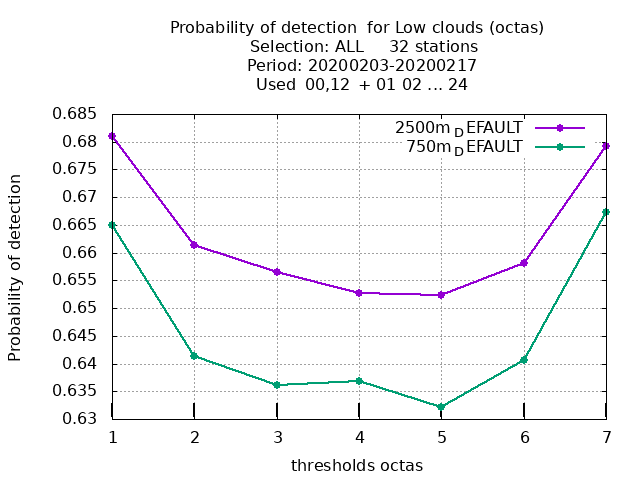 Probability of detection  for Low clouds (octas)
Selection: ALL     32 stations
Period: 20200203-20200217
Used  00,12  + 01 02 ... 24
0.685
0.68
0.675
0.67
0.665
0.66
0.655
0.65
0.645
0.64
0.635
0.63
Probability of detection
2500m_DEFAULT
750m_DEFAULT
1 2 3 4 5 6 7
thresholds octas